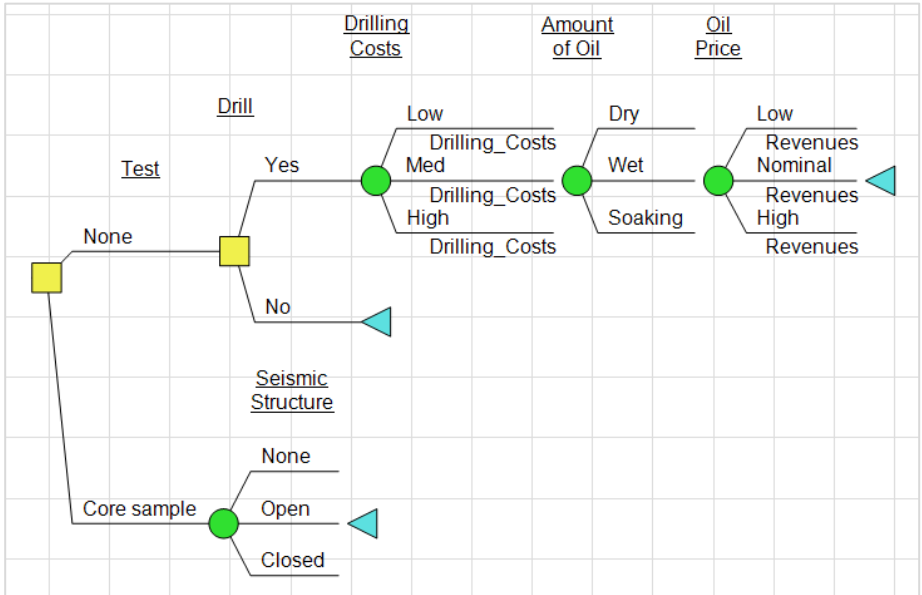 Drilling
Costs
Amount
of Oil
Oil
Price
Drill
Test
Low
Drilling_Costs
Dry
Low
Revenues
Yes
Med
Drilling_Costs
Wet
Nominal
Revenues
High
Drilling_Costs
Soaking
High
Revenues
None
No
Seismic
Structure
None
Core sample
Open
Closed